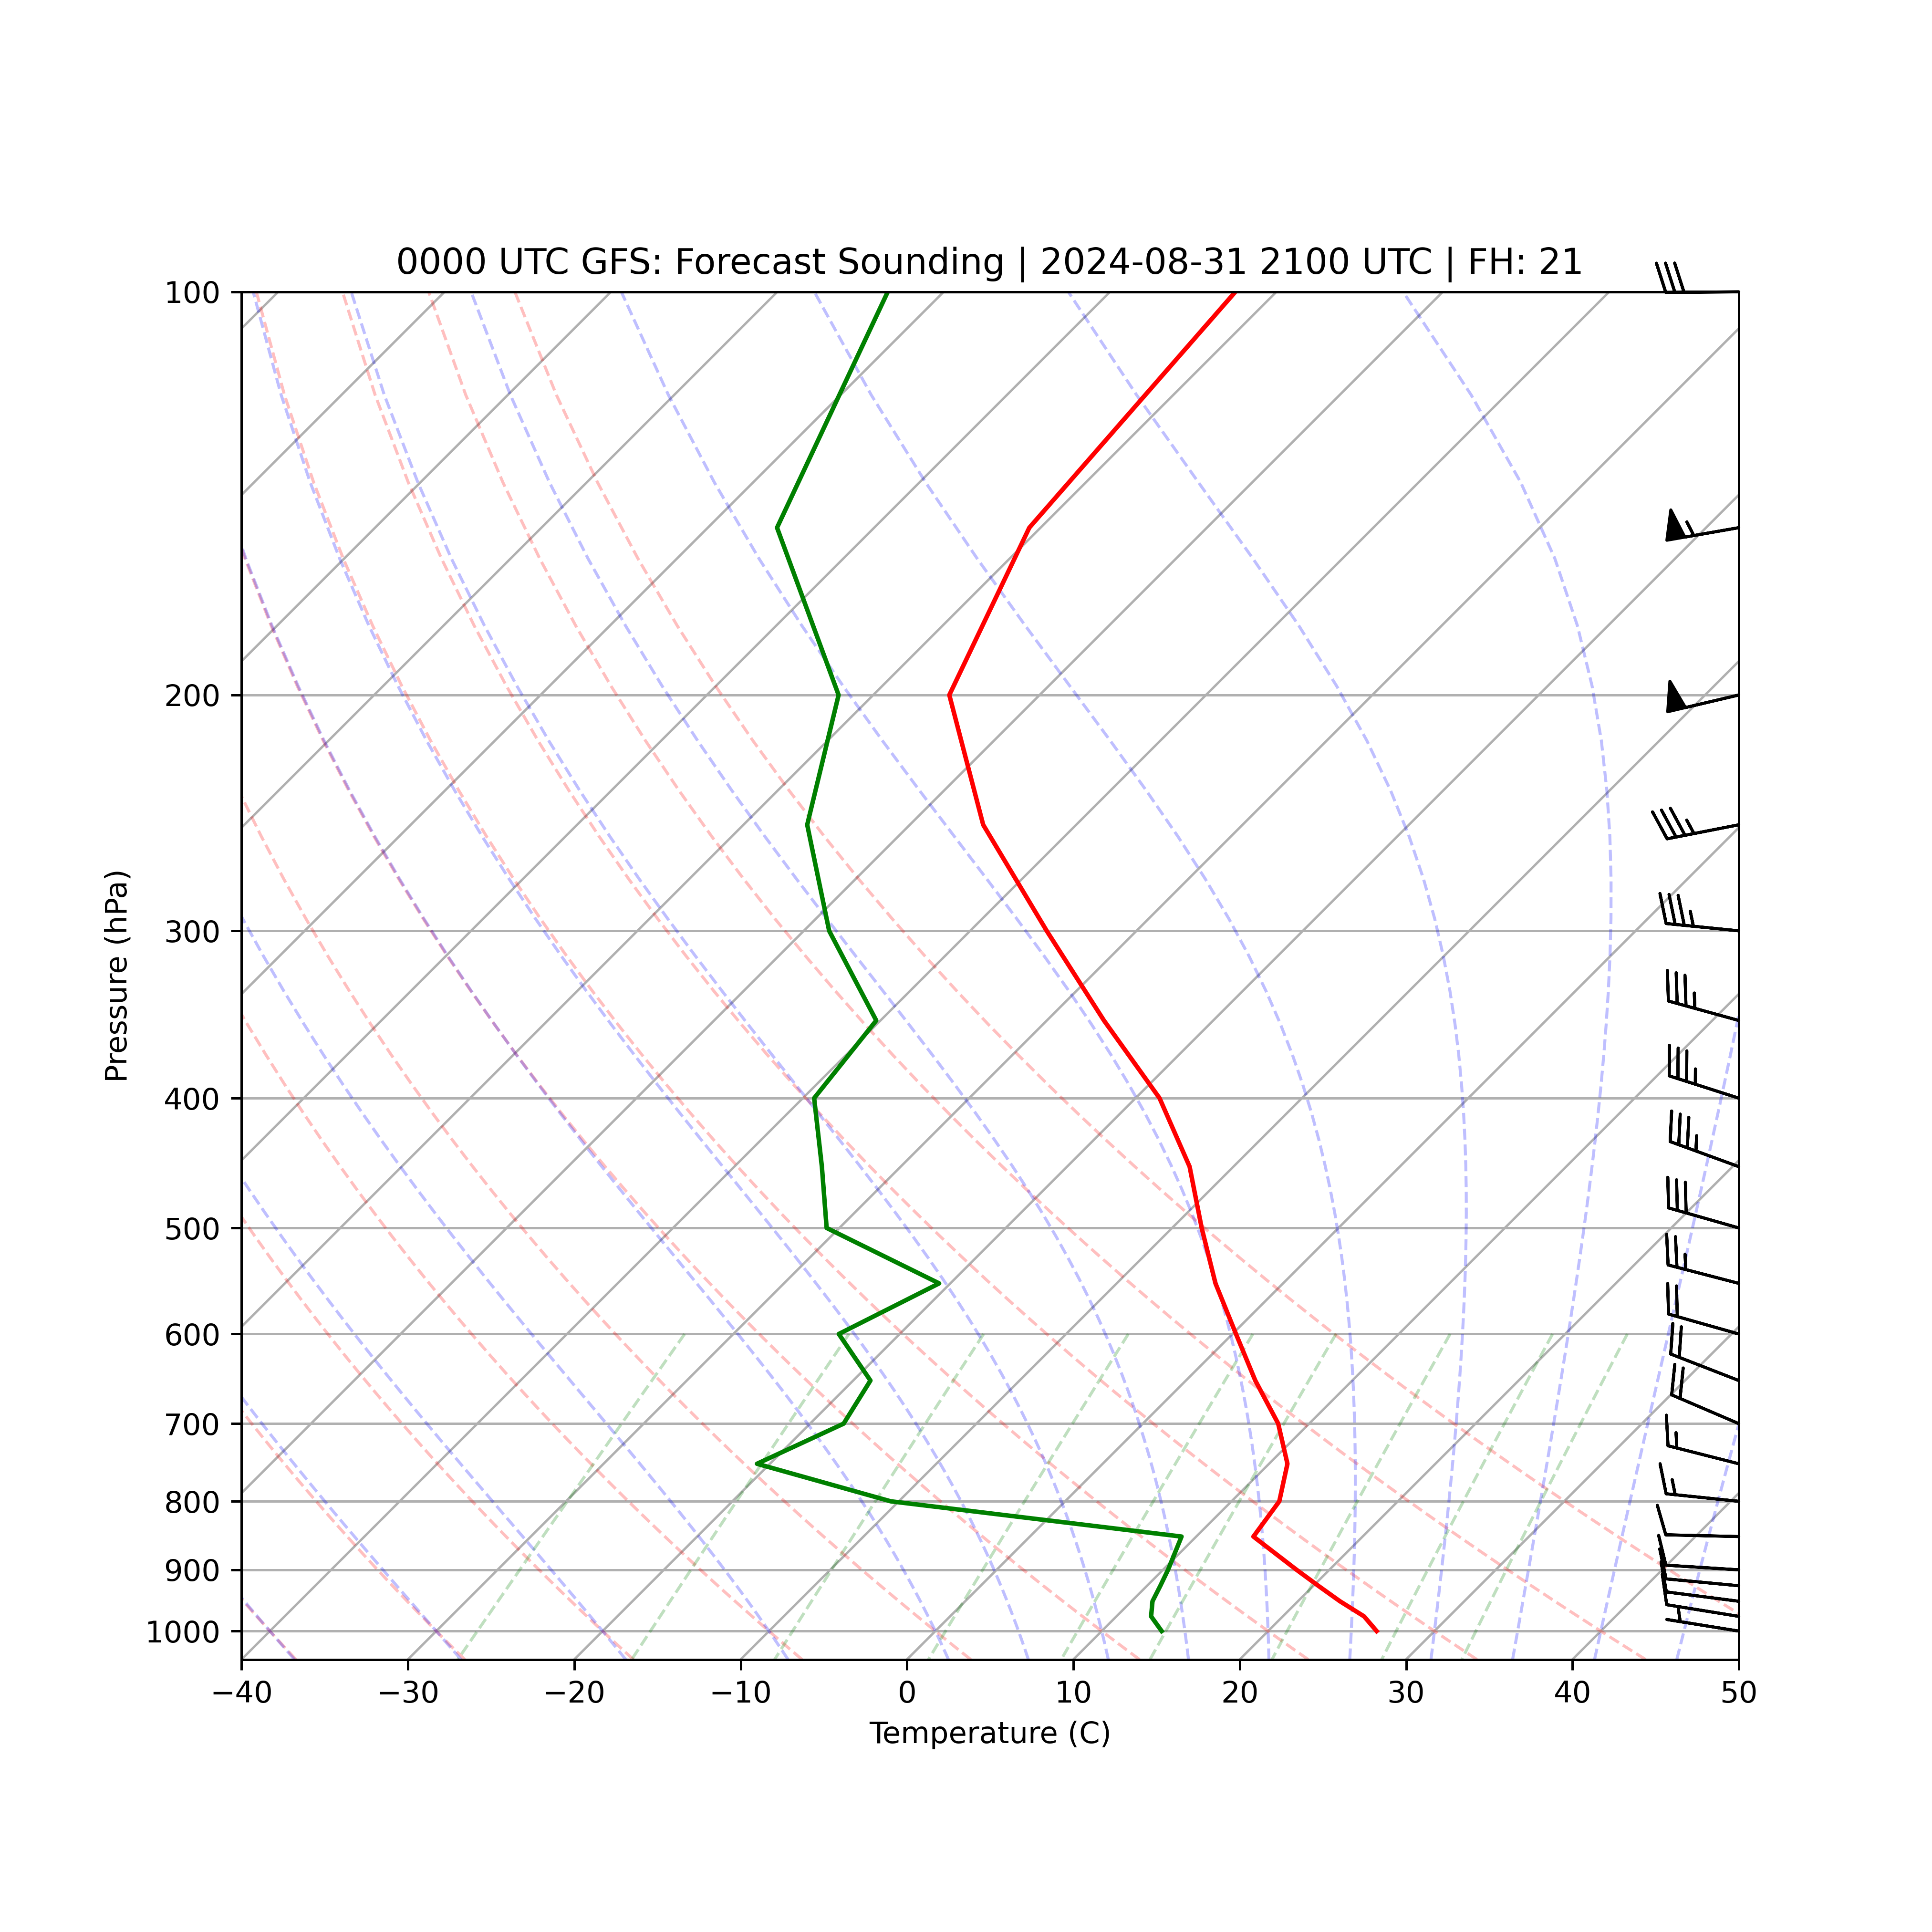 0000 UTC GFS: Forecast Sounding | 2024-08-31 2100 UTC | FH: 21
100
200
300
400
500
600
700
800
900
1000
Pressure (hPa)
−40 −30 −20 −10 0 10 20 30 40 50
Temperature (C)